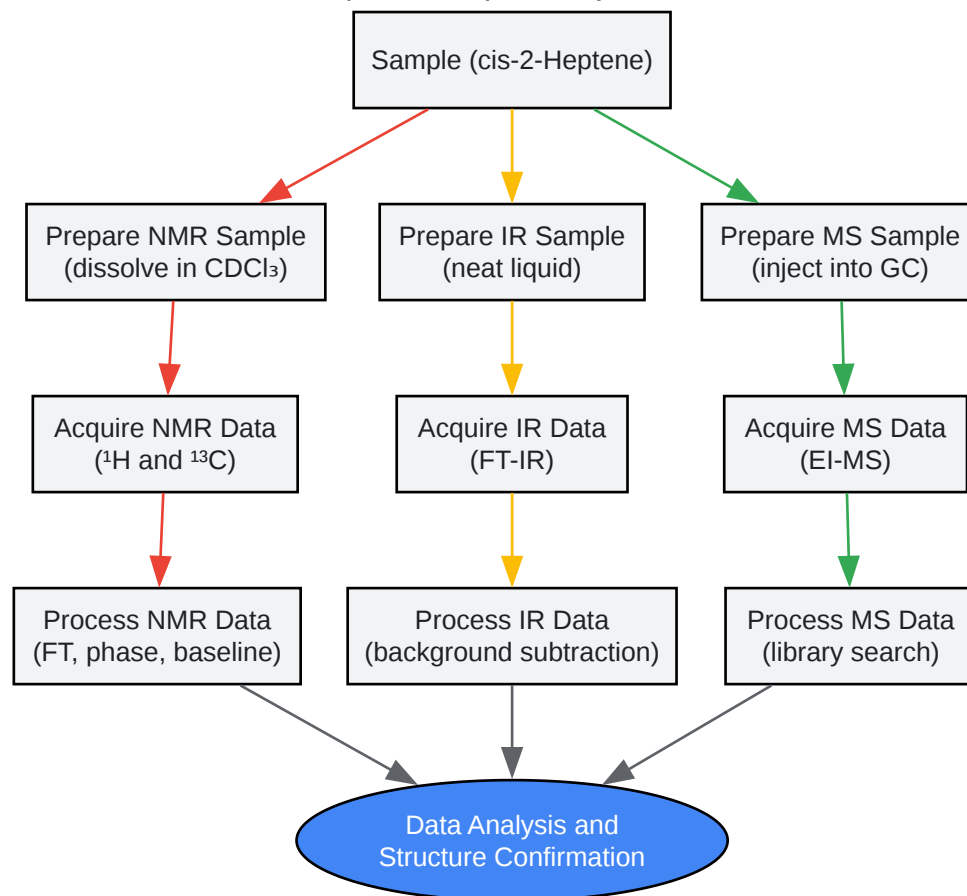 Sample (cis-2-Heptene)
Prepare NMR Sample
(dissolve in CDCl₃)
Prepare IR Sample
(neat liquid)
Prepare MS Sample
(inject into GC)
Acquire NMR Data
(¹H and ¹³C)
Acquire IR Data
(FT-IR)
Acquire MS Data
(EI-MS)
Process NMR Data
(FT, phase, baseline)
Process IR Data
(background subtraction)
Process MS Data
(library search)
Data Analysis and
Structure Confirmation